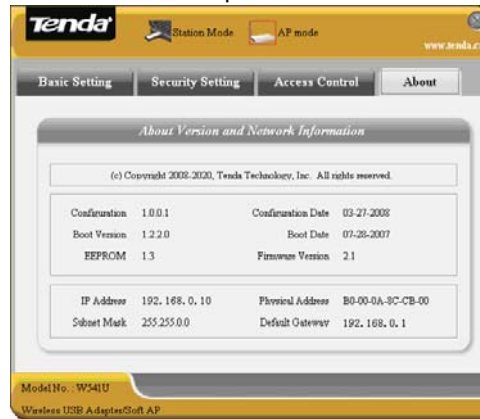 Tenda
Station Mode AP mode
Basic Setting Security Setting Access Control About
About Version and Network Information
(c) Copyright 2008-2020, Tenda Technology, Inc. All rights reserved.
Configuration 1.0.0.1 Configuration Date 03-27-2008
Boot Version 1.2.2.0 Boot Date 07-28-2007
EEPROM 1.3 Firmware Version 2.1
IP Address 192.168.0.10 Physical Address B0-00-0A-8C-CB-00
Subnet Mask 255.255.0.0 Default Gateway 192.168.0.1
Model No. : W541U
Wireless USB Adapter/Soft AP